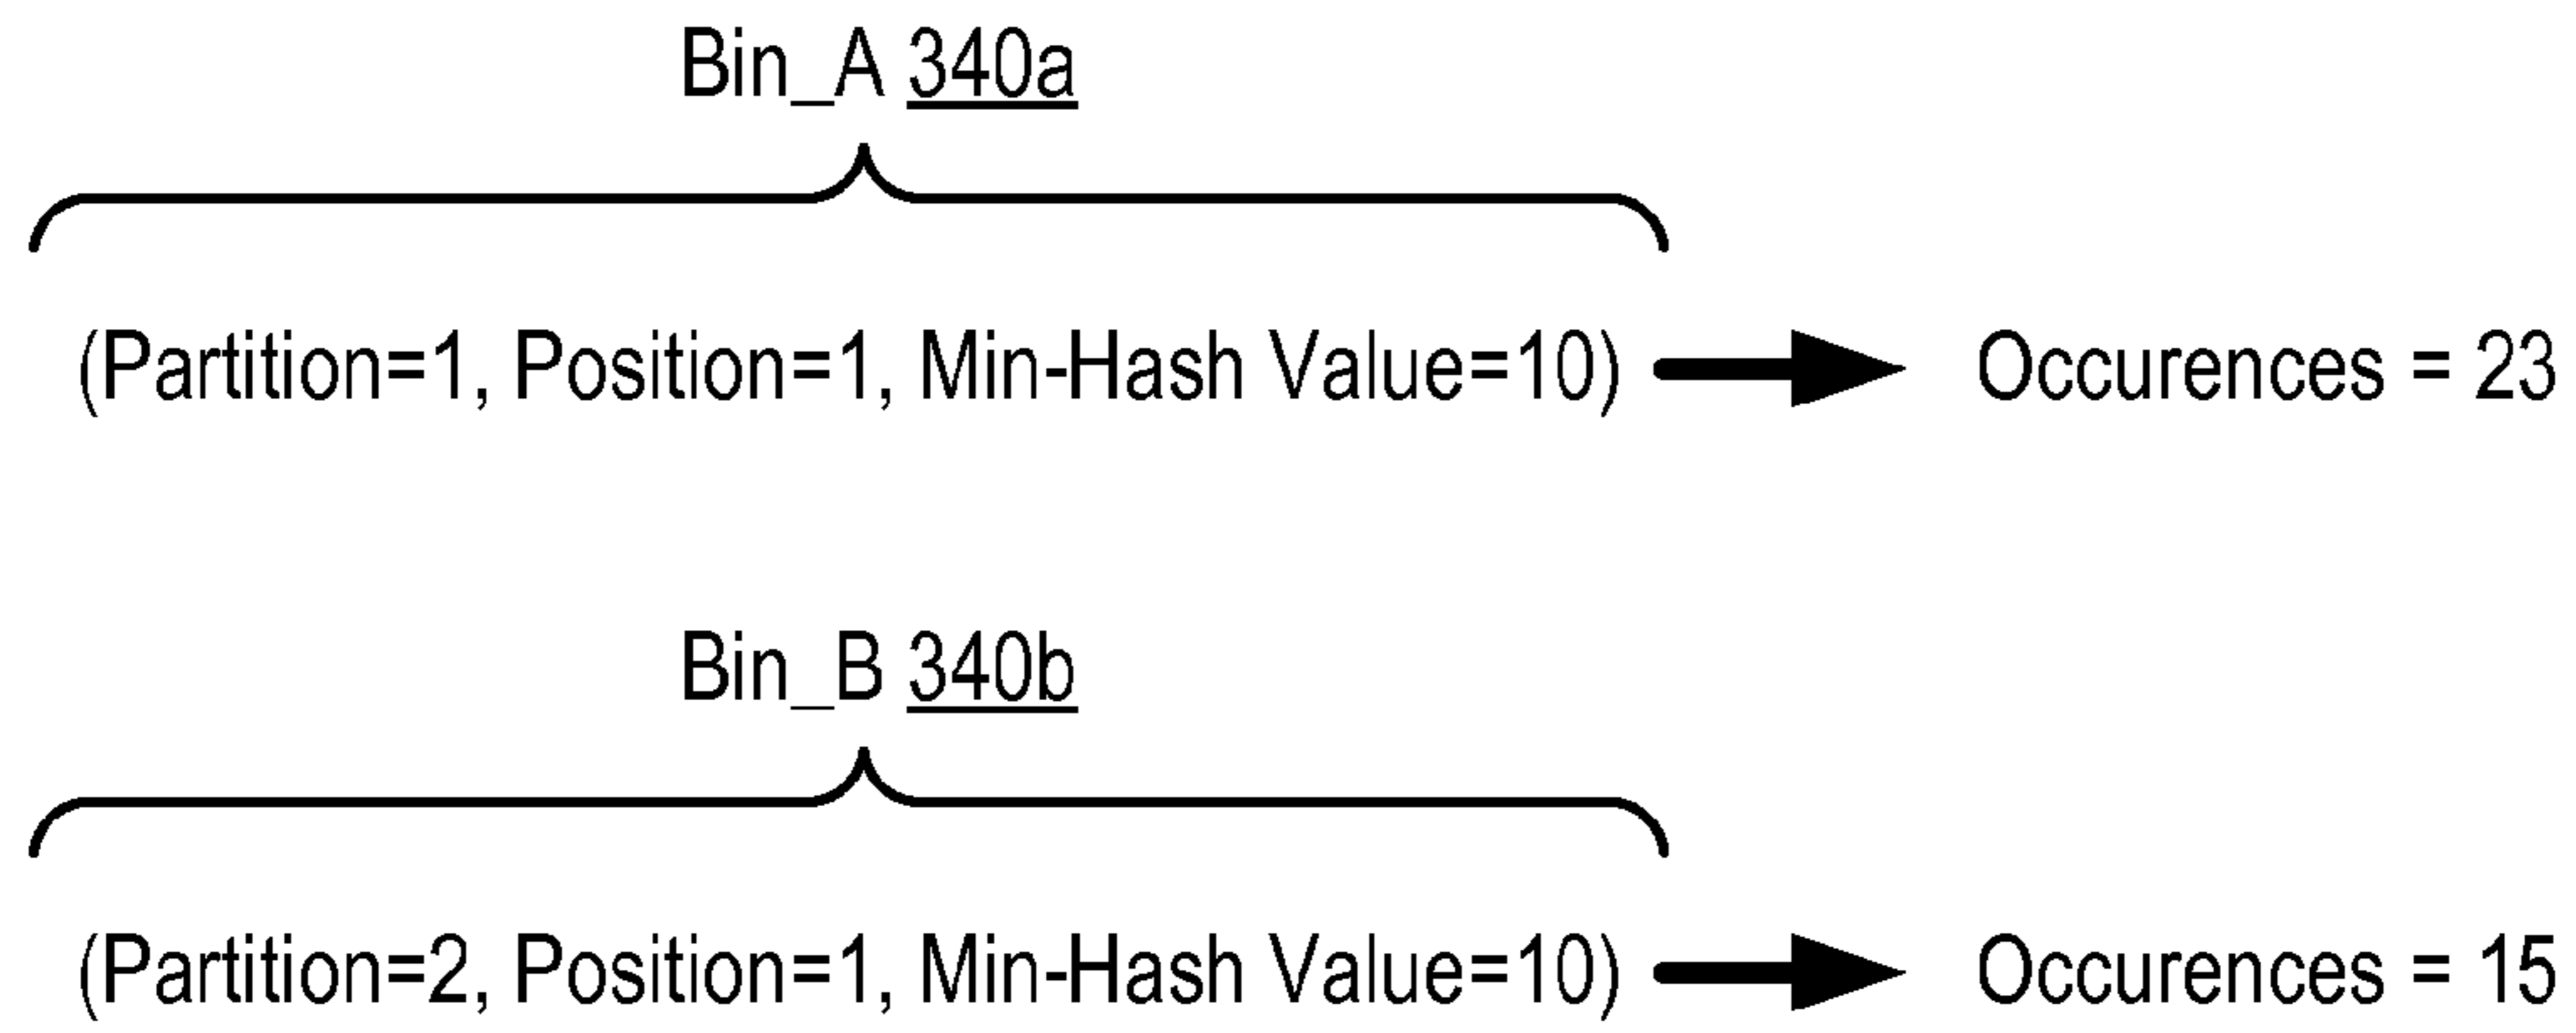 Bin_A 340a
(Partition=1, Position=1, Min-Hash Value=10) Occurences = 23
Bin_B 340b
(Partition=2, Position=1, Min-Hash Value=10) Occurences = 15